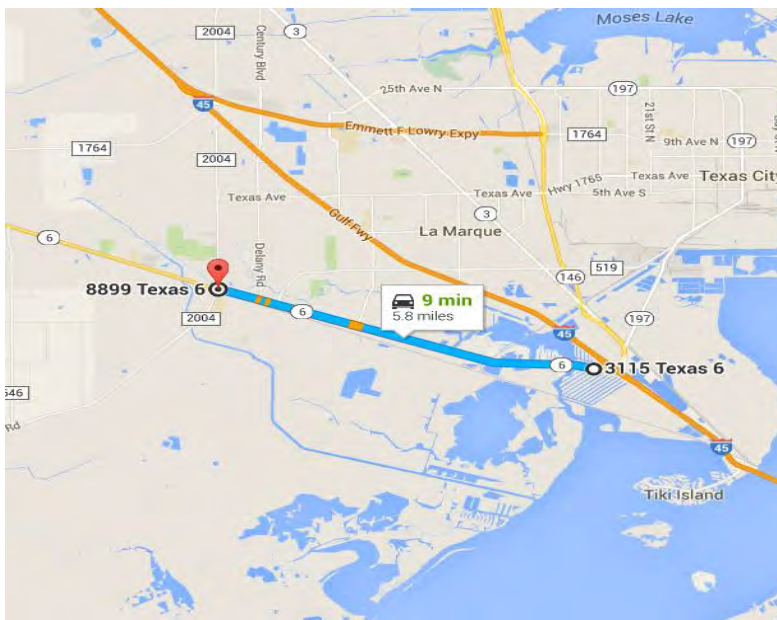 Moses Lake
2004
Century Blvd
3
25th Ave N
197
45
21st St N
Emmett F Lowry Expy
1764
197
9th Ave N
1764
2004
Texas City
Texas Ave
Texas Ave
Texas Ave
Hwy 1765
5th Ave S
Gulf Fwy
3
La Marque
6
Delany Rd
519
146
8899 Texas 6
9 min
5.8 miles
6
2004
197
45
6
3115 Texas 6
646
Rd
45
Tiki Island